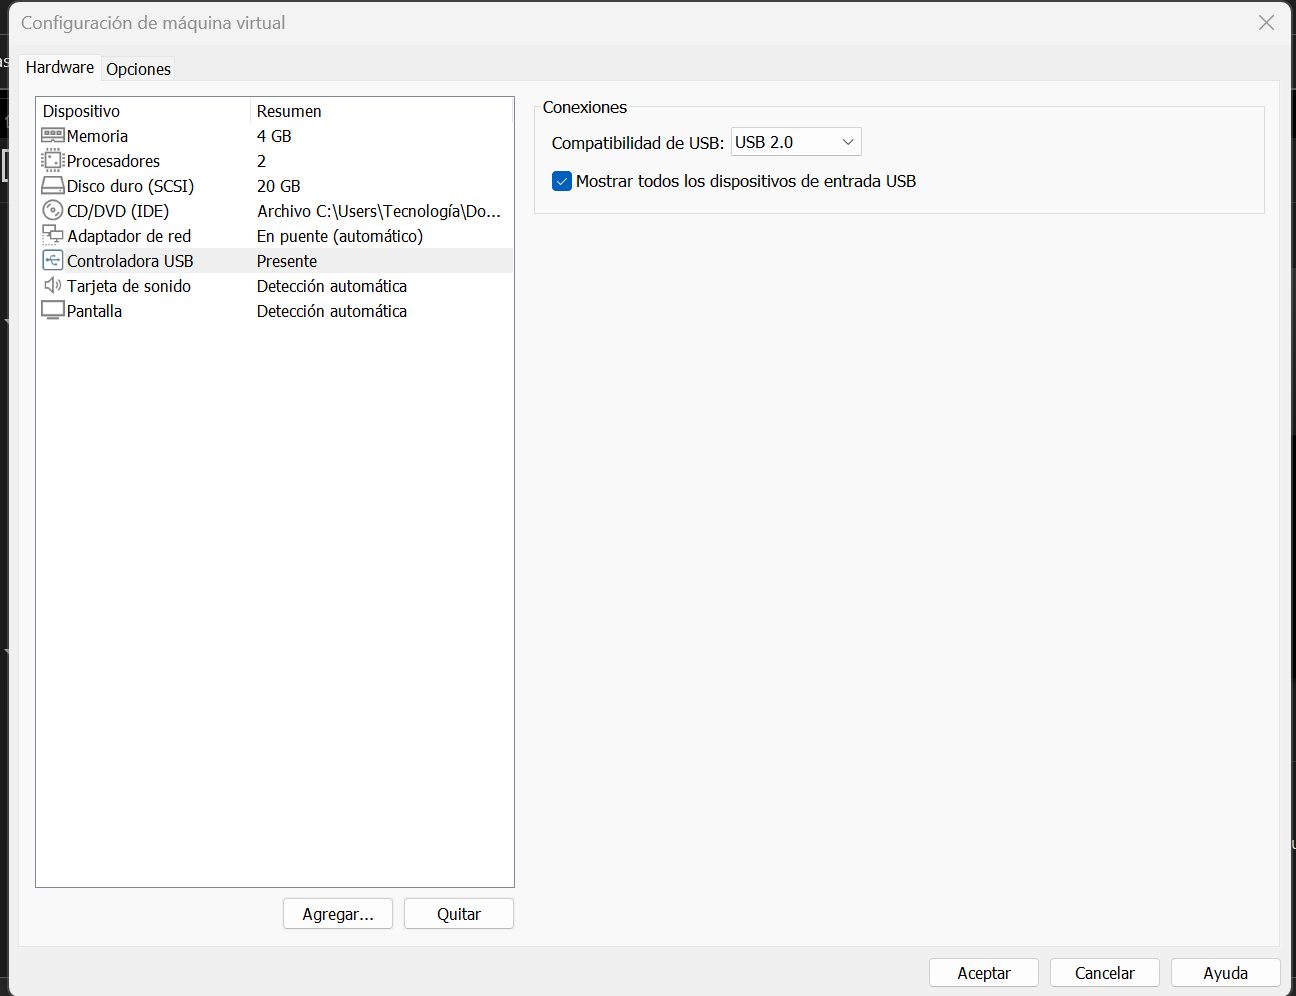 Configuración de máquina virtual
Hardware Opciones
Dispositivo Resumen
Memoria 4 GB
Procesadores 2
Disco duro (SCSI) 20 GB
CD/DVD (IDE) Archivo C:\Users\Tecnología\Do...
Adaptador de red En puente (automático)
Controladora USB Presente
Tarjeta de sonido Detección automática
Pantalla Detección automática
Conexiones
Compatibilidad de USB: USB 2.0
Mostrar todos los dispositivos de entrada USB
Agregar... Quitar
Aceptar Cancelar Ayuda